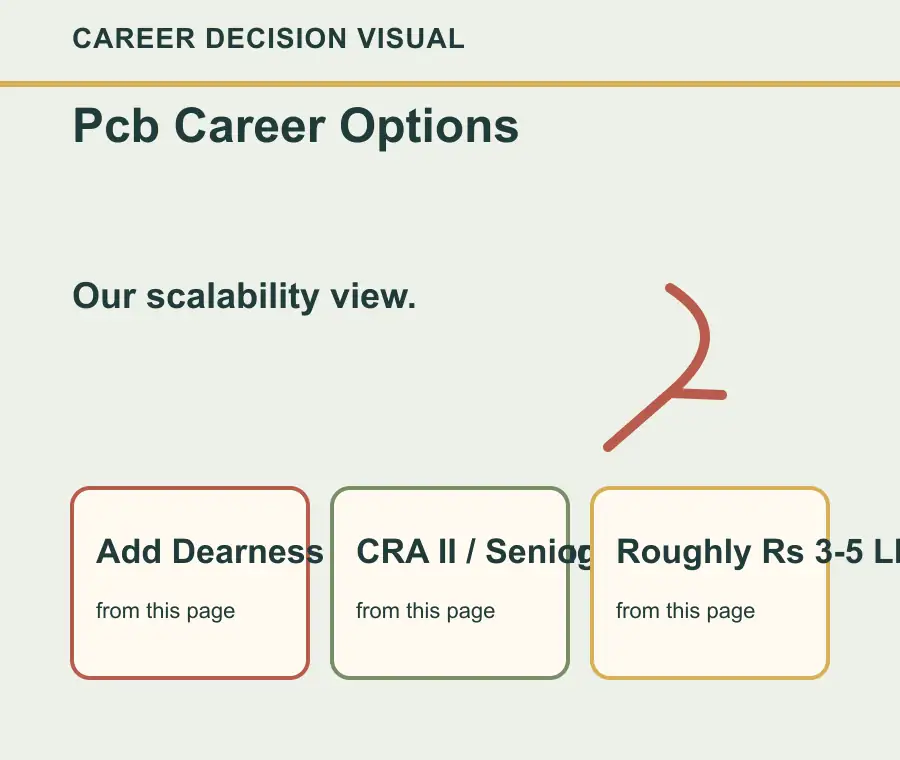 CAREER DECISION VISUAL
Pcb Career Options
Our scalability view.
Add Dearness
from this page
CRA II /
from this page
Roughly Rs 3-5
from this page